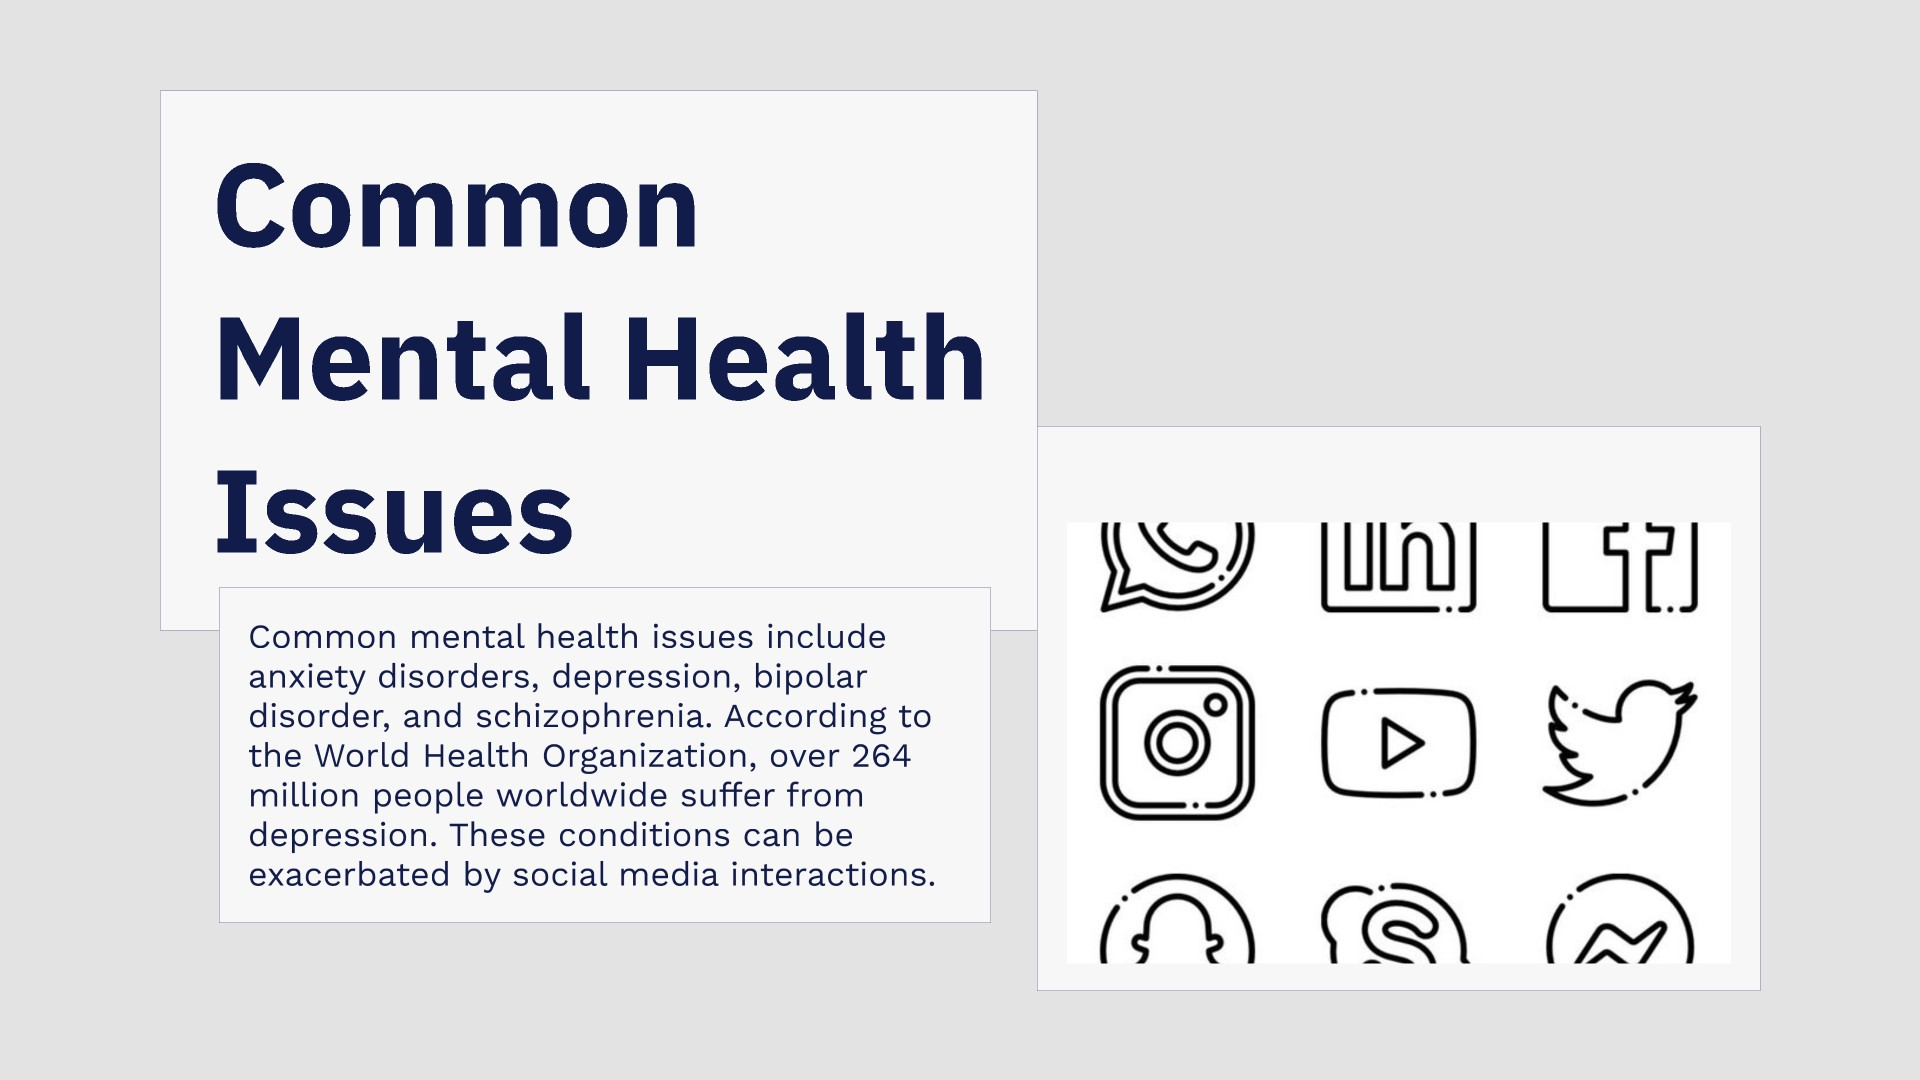 Common
Mental Health
Issues
Common mental health issues include
anxiety disorders, depression, bipolar
disorder, and schizophrenia. According to
the World Health Organization, over 264
million people worldwide suffer from
depression. These conditions can be
exacerbated by social media interactions.